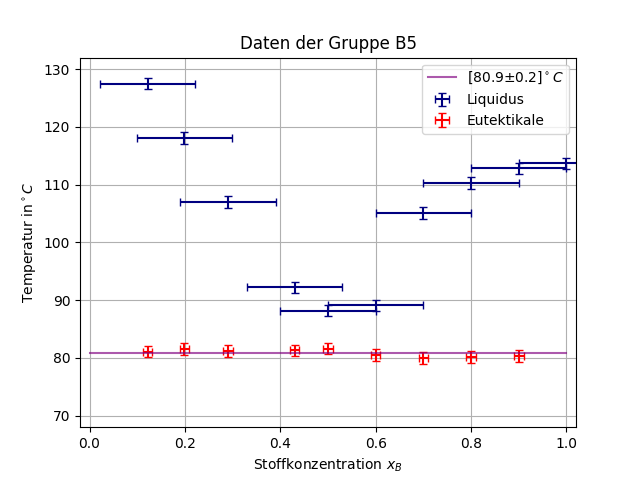 Daten der Gruppe B5
[80.9±0.2]°C
Liquidus
Eutektikale
130
120
110
100
90
80
70
Temperatur in °C
0.0 0.2 0.4 0.6 0.8 1.0
Stoffkonzentration x_B